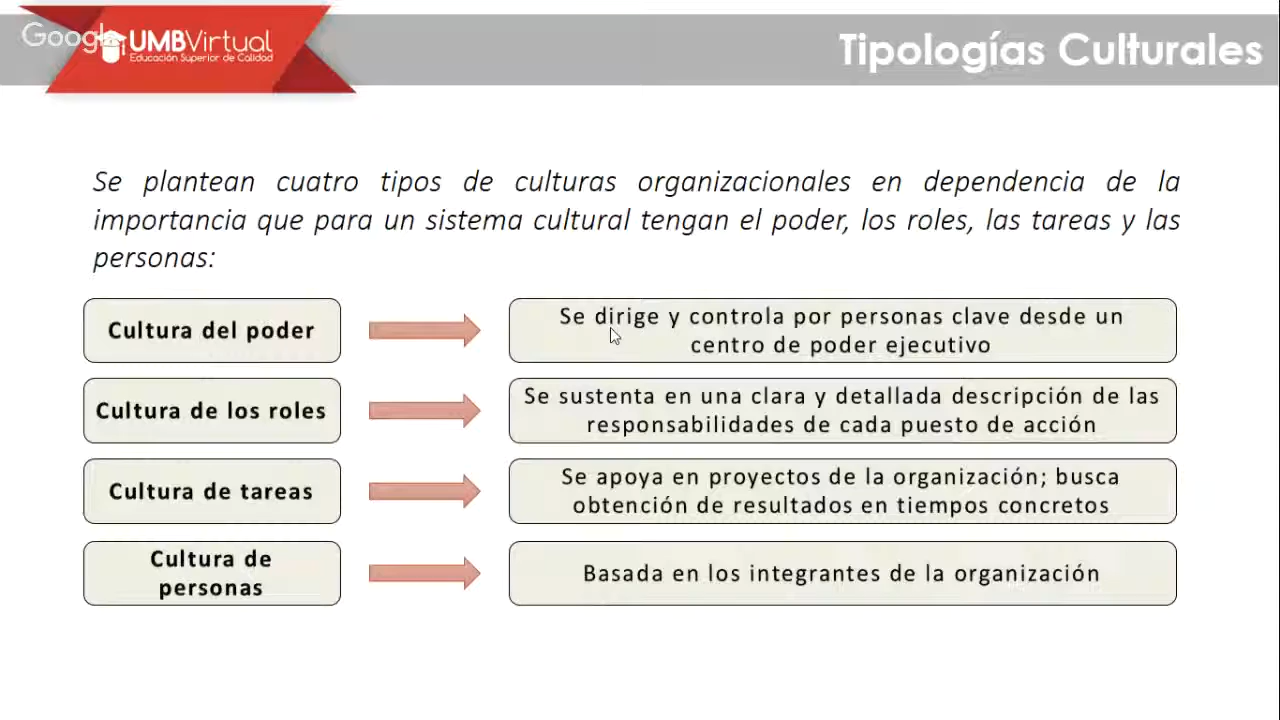 Google
UMBVirtual
Educación Superior de Calidad
Tipologías Culturales
Se plantean cuatro tipos de culturas organizacionales en dependencia de la
importancia que para un sistema cultural tengan el poder, los roles, las tareas y las
personas:
Cultura del poder
Se dirige y controla por personas clave desde un
centro de poder ejecutivo
Cultura de los roles
Se sustenta en una clara y detallada descripción de las
responsabilidades de cada puesto de acción
Cultura de tareas
Se apoya en proyectos de la organización; busca
obtención de resultados en tiempos concretos
Cultura de
personas
Basada en los integrantes de la organización